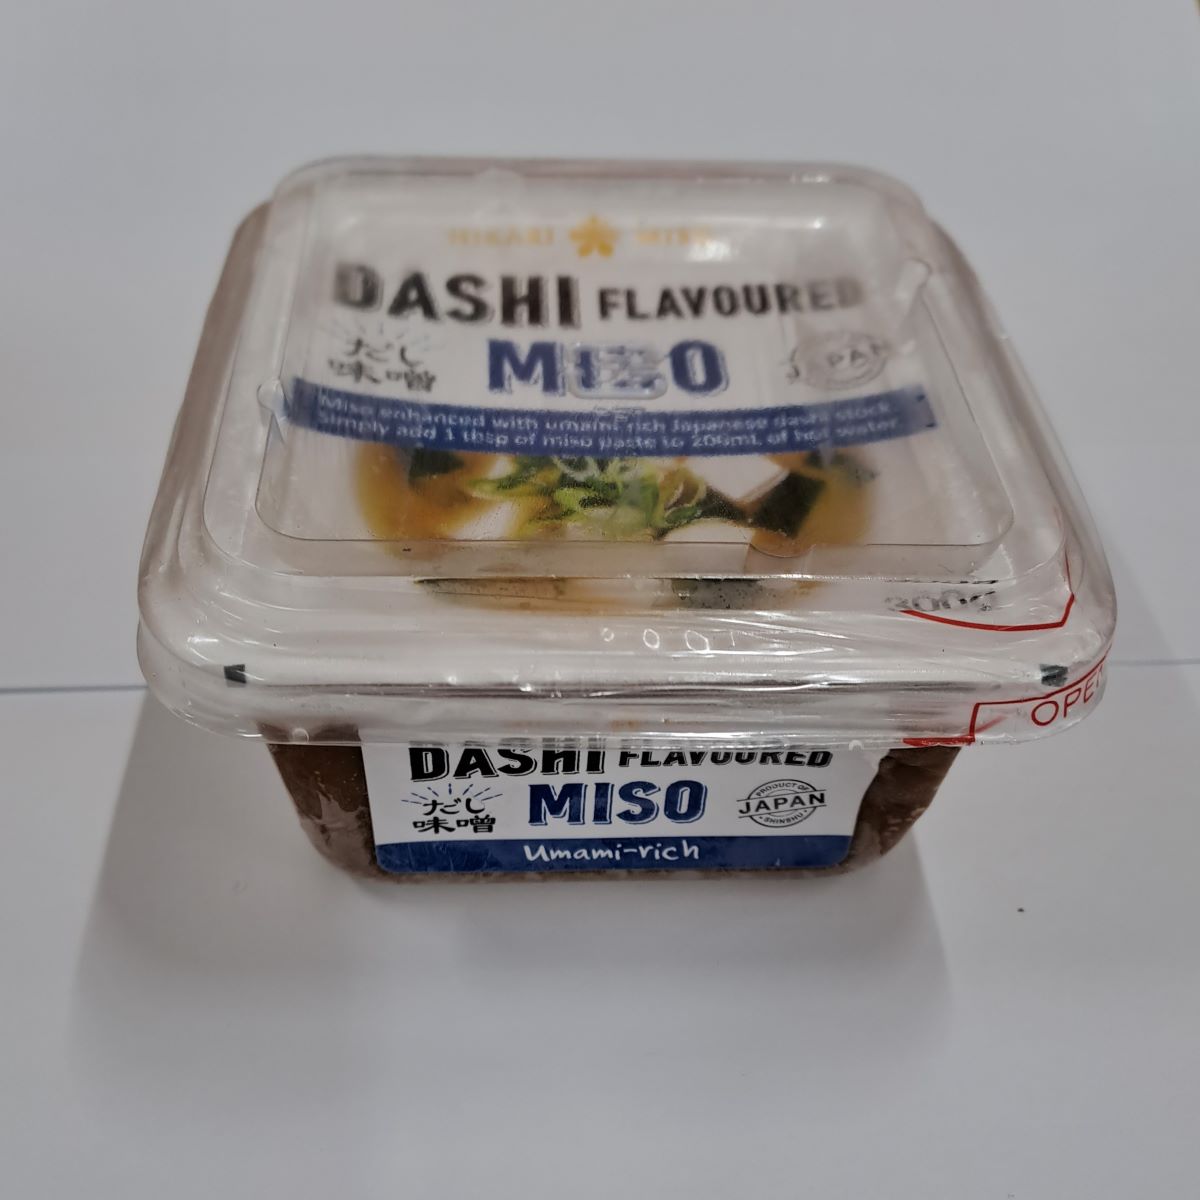 HIKARI MISO
DASHI FLAVOURED
だし
味噌
MISO
JAPAN
Miso enhanced with umami rich Japanese dashi stock.
Simply add 1 tbsp of miso paste to 200mL of hot water.
300g
OPEN
DASHI FLAVOURED
だし
味噌
MISO
PRODUCT OF
JAPAN
SHINSHU
Umami-rich